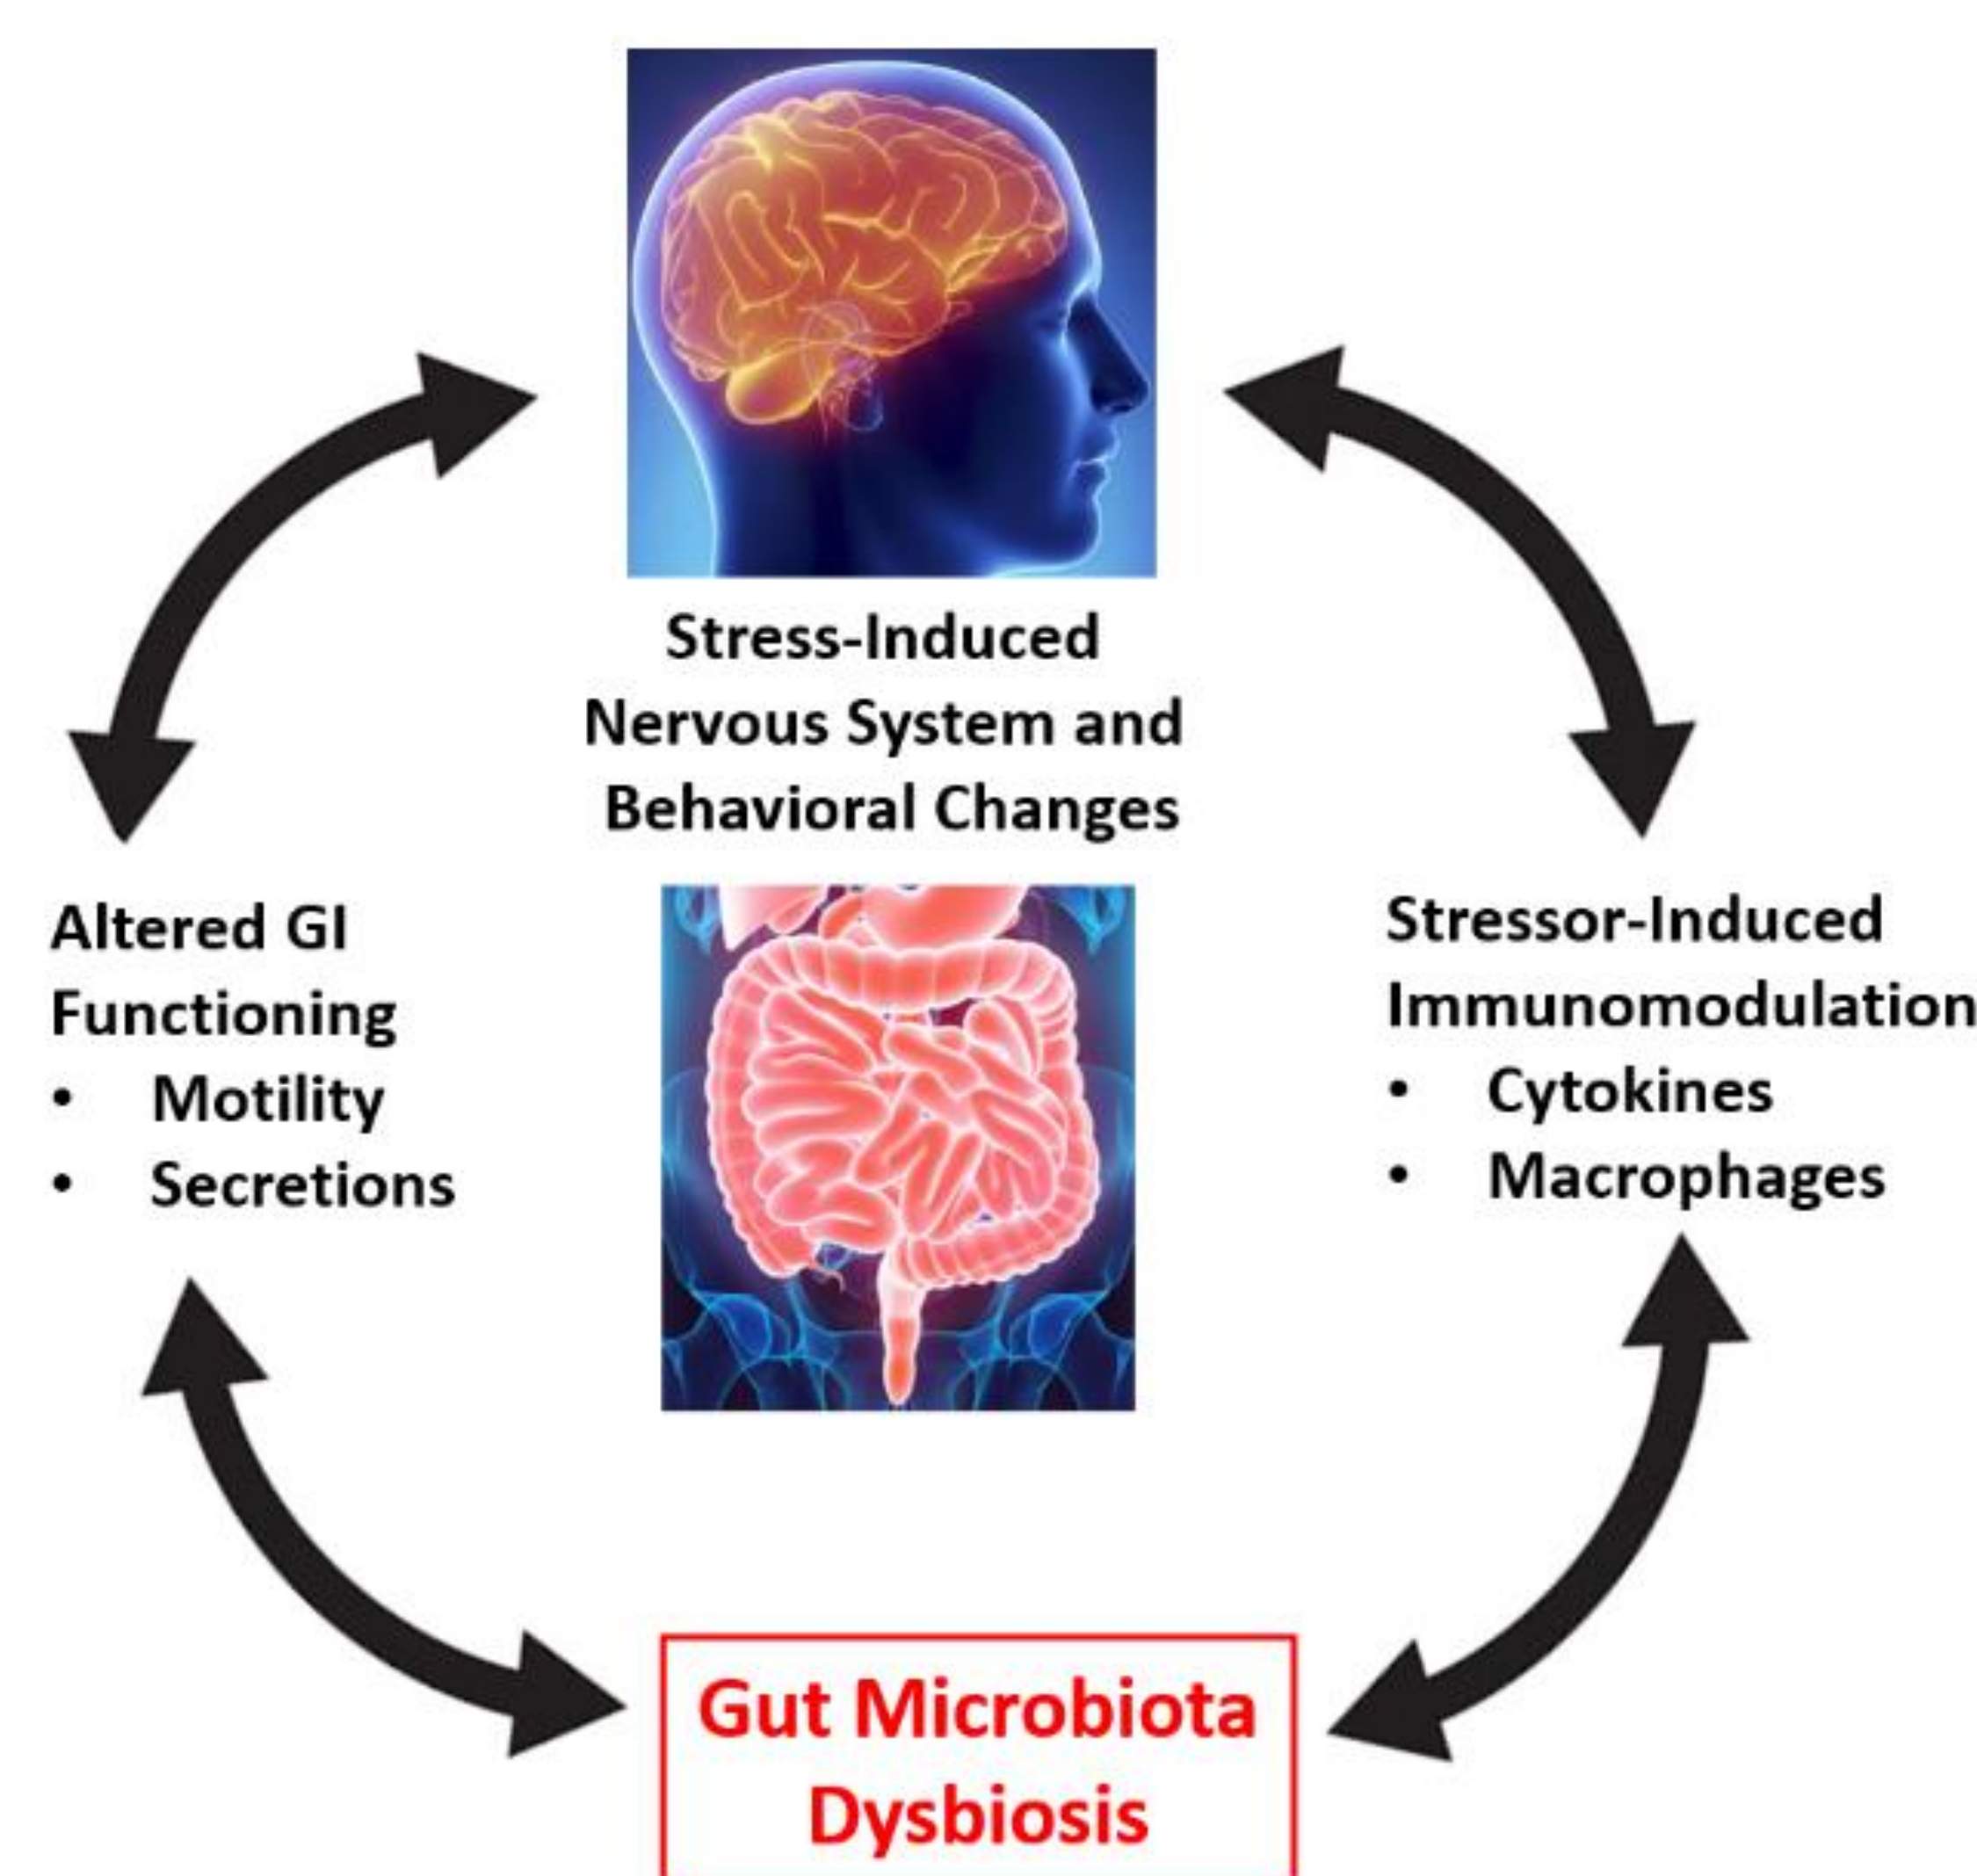 Stress-Induced
Nervous System and
Behavioral Changes
Altered GI
Functioning
• Motility
• Secretions
Stressor-Induced
Immunomodulation
• Cytokines
• Macrophages
Gut Microbiota
Dysbiosis